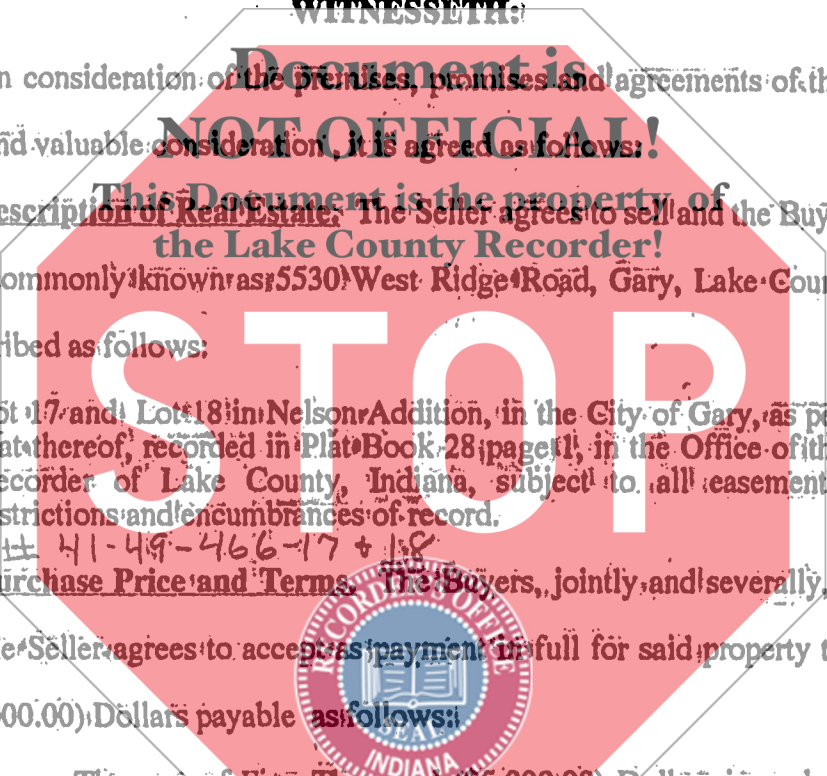 WITNESSETH:
Document is
n consideration of the premises, promises and agreements of th
NOT OFFICIAL!
nd valuable consideration, it is agreed as follows:
This Document is the property of
escription of Real Estate. The Seller agrees to sell and the Buy
the Lake County Recorder!
ommonly known as 5530 West Ridge Road, Gary, Lake Coun
ribed as follows:
STOP
ot 17 and Lot 18 in Nelson Addition, in the City of Gary, as pe
at thereof, recorded in Plat Book 28 page 1, in the Office of th
ecorder of Lake County, Indiana, subject to all easement
strictions and encumbrances of record.
# 41-49-466-17 + 18
urchase Price and Terms. The Buyers, jointly and severally,
e Seller agrees to accept as payment in full for said property t
00.00) Dollars payable as follows:
RECORDER'S OFFICE
SEAL
INDIANA